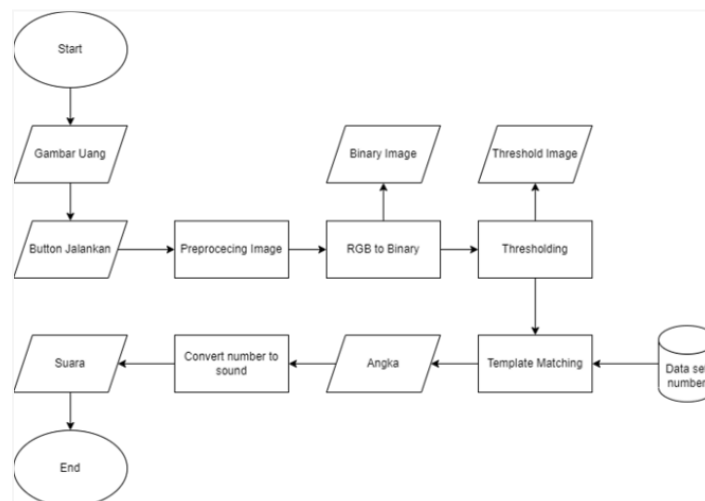 Start
Gambar Uang
Binary Image
Threshold Image
Button Jalankan
Preprocecing Image
RGB to Binary
Thresholding
Suara
Convert number to
sound
Angka
Template Matching
Data set
number
End